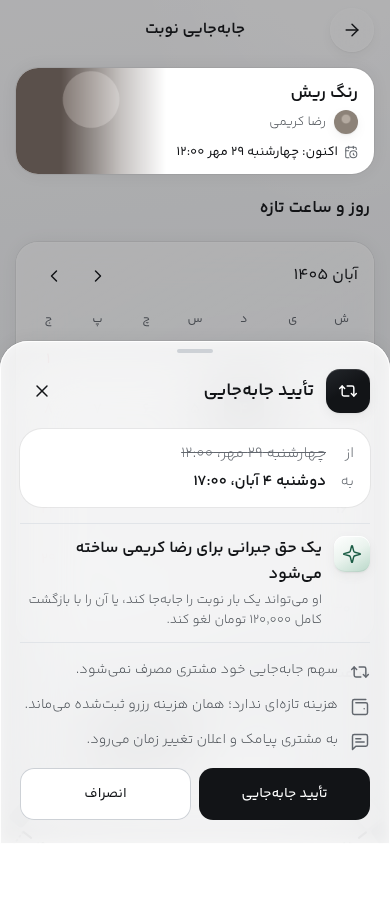 جابه‌جایی نوبت
رنگ ریش
رضا کریمی
اکنون: چهارشنبه ۲۹ مهر ۱۲:۰۰
روز و ساعت تازه
آبان ۱۴۰۵
ش ی د س چ پ ج
تأیید جابه‌جایی
از چهارشنبه ۲۹ مهر، ۱۲:۰۰
به دوشنبه ۴ آبان، ۱۷:۰۰
یک حق جبرانی برای رضا کریمی ساخته
می‌شود
او می‌تواند یک بار نوبت را جابه‌جا کند، یا آن را با بازگشت
کامل ۱۲۰,۰۰۰ تومان لغو کند.
سهم جابه‌جایی خود مشتری مصرف نمی‌شود.
هزینه تازه‌ای ندارد؛ همان هزینه رزرو ثبت‌شده می‌ماند.
به مشتری پیامک و اعلان تغییر زمان می‌رود.
تأیید جابه‌جایی
انصراف